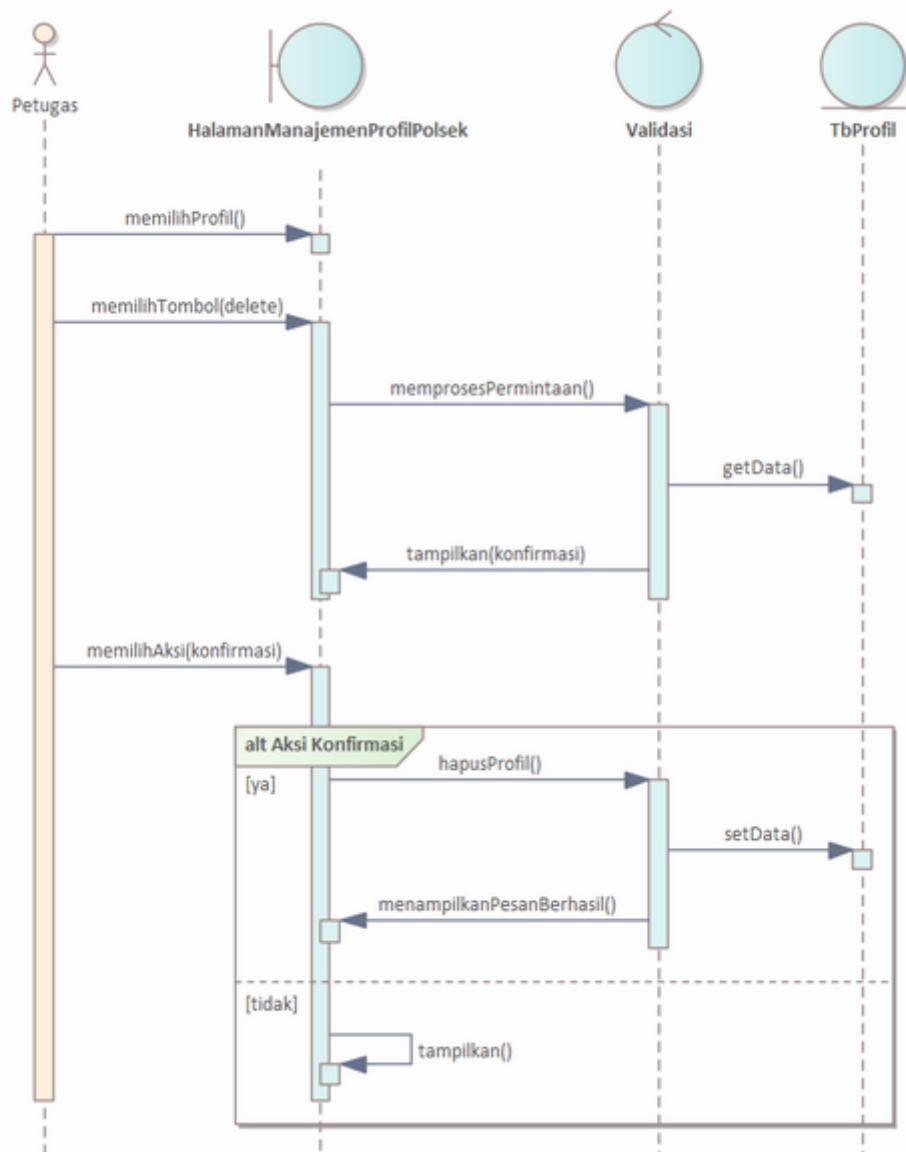 Petugas
HalamanManajemenProfilPolsek
Validasi
TbProfil
memilihProfil()
memilihTombol(delete)
memprosesPermintaan()
getData()
tampilkan(konfirmasi)
memilihAksi(konfirmasi)
alt Aksi Konfirmasi
hapusProfil()
[ya]
setData()
menampilkanPesanBerhasil()
[tidak]
tampilkan()